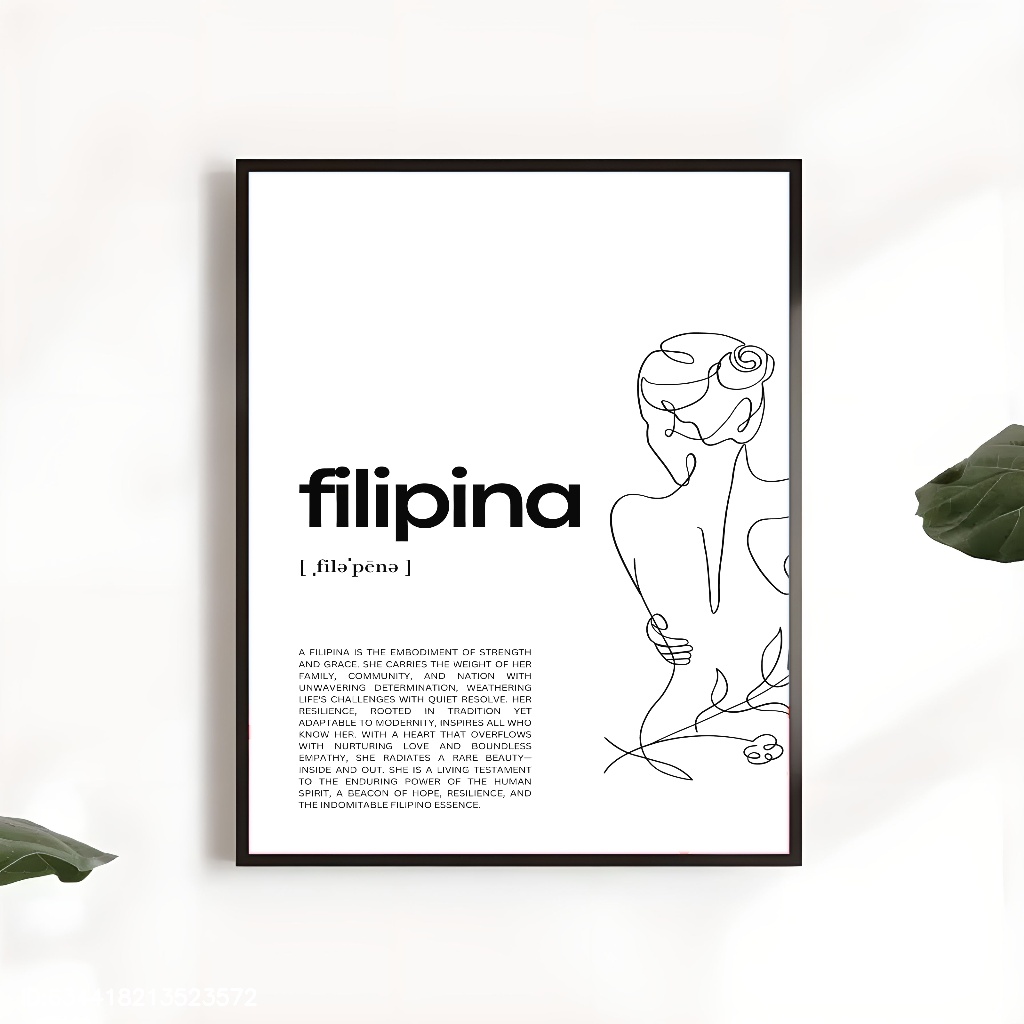 filipina
[ ˌfiləˈpēnə ]
A FILIPINA IS THE EMBODIMENT OF STRENGTH
AND GRACE. SHE CARRIES THE WEIGHT OF HER
FAMILY, COMMUNITY, AND NATION WITH
UNWAVERING DETERMINATION, WEATHERING
LIFE'S CHALLENGES WITH QUIET RESOLVE. HER
RESILIENCE, ROOTED IN TRADITION YET
ADAPTABLE TO MODERNITY, INSPIRES ALL WHO
KNOW HER. WITH A HEART THAT OVERFLOWS
WITH NURTURING LOVE AND BOUNDLESS
EMPATHY, SHE RADIATES A RARE BEAUTY—
INSIDE AND OUT. SHE IS A LIVING TESTAMENT
TO THE ENDURING POWER OF THE HUMAN
SPIRIT, A BEACON OF HOPE, RESILIENCE, AND
THE INDOMITABLE FILIPINO ESSENCE.